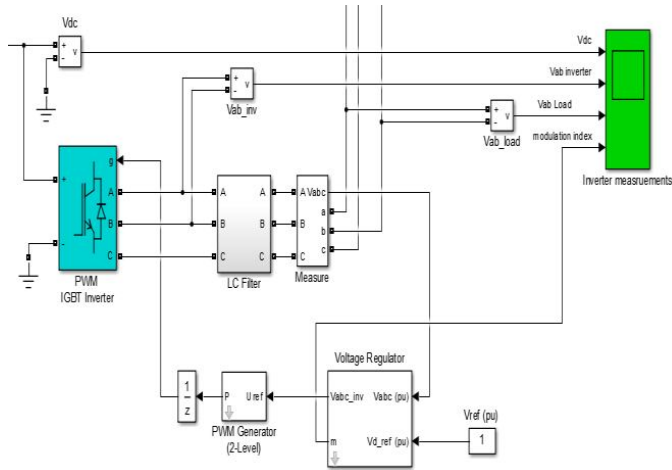 Vdc
+
-
v
Vdc
+
-
v
Vab_inv
Vab inverter
+
-
v
Vab_load
Vab Load
modulation index
Inverter measruements
g
+
A
B
-
C
PWM
IGBT Inverter
A
A
B
B
C
C
LC Filter
A
Vabc
a
B
b
c
C
Measure
Voltage Regulator
1
z
P
Uref
PWM Generator
(2-Level)
Vabc_inv
Vabc (pu)
m
Vd_ref (pu)
Vref (pu)
1